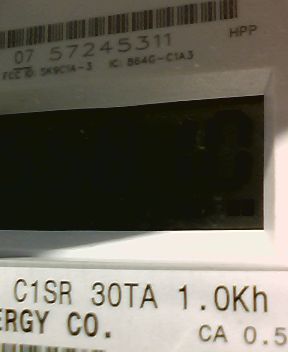 07 57245311
HPP
FCC ID: SK9C1A-3 IC: 864G-C1A3
C1SR 30TA 1.0Kh
ERGY CO.
CA 0.5